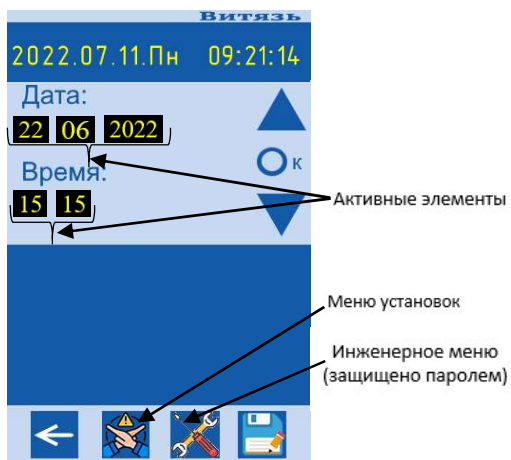 Витязь
2022.07.11.Пн 09:21:14
Дата:
22 06 2022
Ок
Время:
15 15
Активные элементы
Меню установок
Инженерное меню
(защищено паролем)